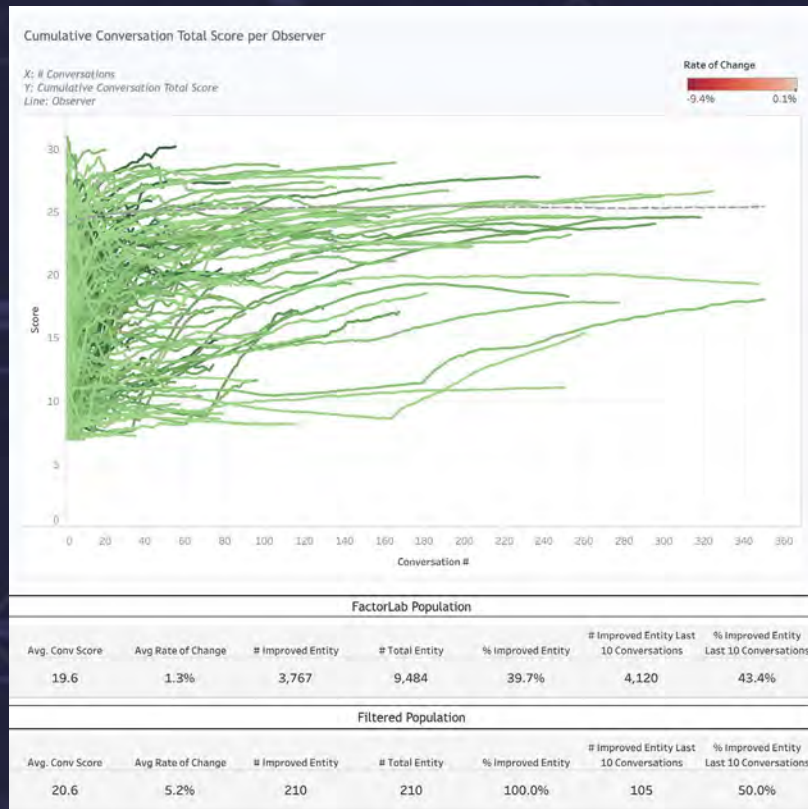 Cumulative Conversation Total Score per Observer
X: # Conversations
Y: Cumulative Conversation Total Score
Line: Observer
Rate of Change
-9.4% 0.1%
30
25
20
15
10
5
0
Score
0 20 40 60 80 100 120 140 160 180 200 220 240 260 280 300 320 340 360
Conversation #
FactorLab Population
Avg. Conv Score Avg Rate of Change # Improved Entity # Total Entity % Improved Entity # Improved Entity Last 10 Conversations % Improved Entity Last 10 Conversations
19.6 1.3% 3,767 9,484 39.7% 4,120 43.4%
Filtered Population
Avg. Conv Score Avg Rate of Change # Improved Entity # Total Entity % Improved Entity # Improved Entity Last 10 Conversations % Improved Entity Last 10 Conversations
20.6 5.2% 210 210 100.0% 105 50.0%